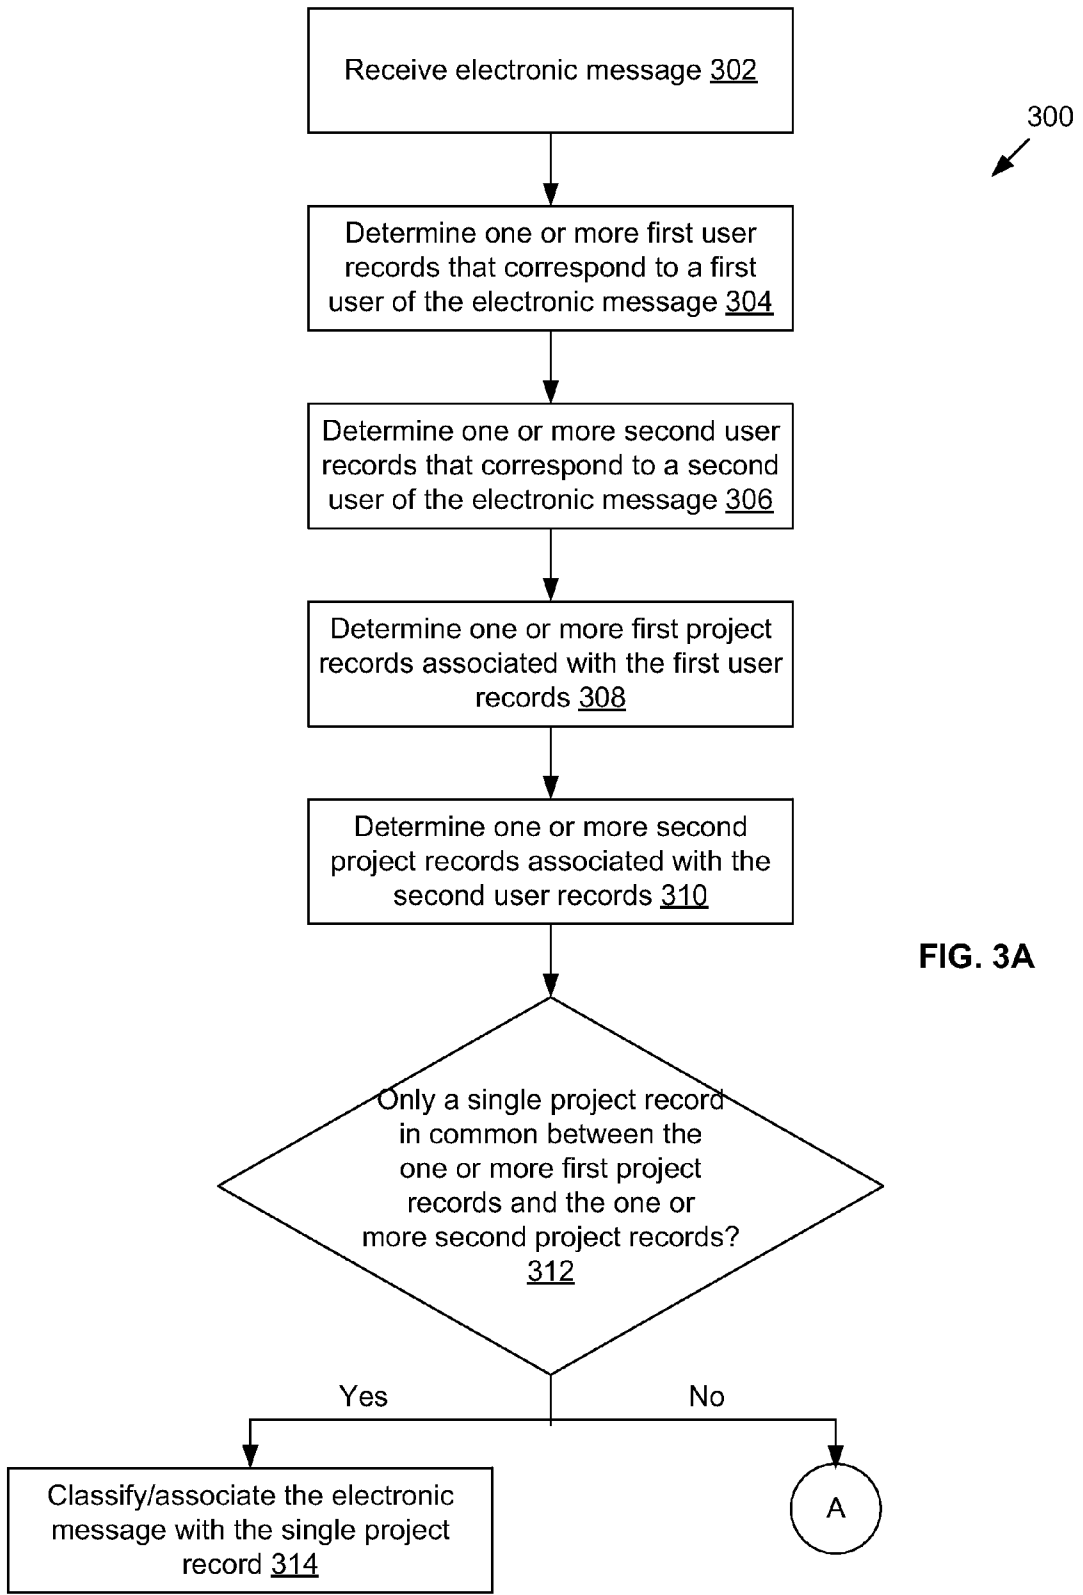 Receive electronic message 302
300
Determine one or more first user
records that correspond to a first
user of the electronic message 304
Determine one or more second user
records that correspond to a second
user of the electronic message 306
Determine one or more first project
records associated with the first user
records 308
Determine one or more second
project records associated with the
second user records 310
FIG. 3A
Only a single project record
in common between the
one or more first project
records and the one or
more second project records?
312
Yes
No
Classify/associate the electronic
message with the single project
record 314
A